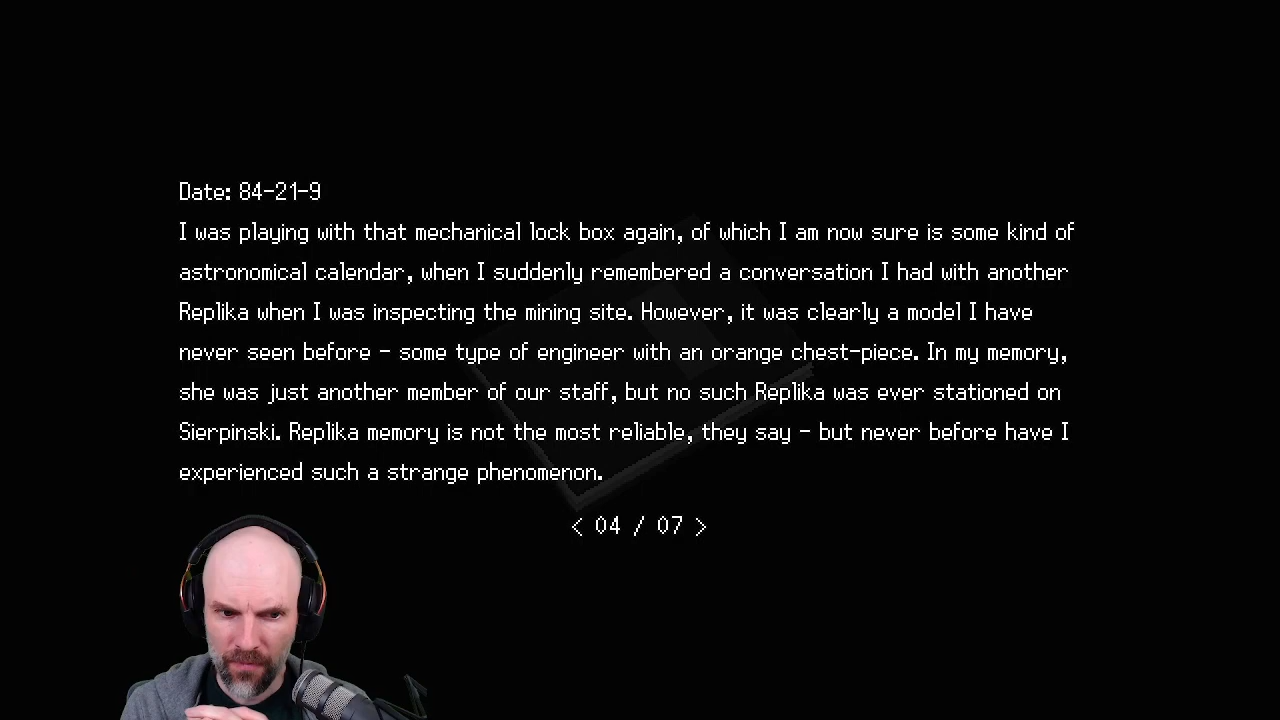 Date: 84-21-9
I was playing with that mechanical lock box again, of which I am now sure is some kind of
astronomical calendar, when I suddenly remembered a conversation I had with another
Replika when I was inspecting the mining site. However, it was clearly a model I have
never seen before - some type of engineer with an orange chest-piece. In my memory,
she was just another member of our staff, but no such Replika was ever stationed on
Sierpinski. Replika memory is not the most reliable, they say - but never before have I
experienced such a strange phenomenon.
< 04 / 07 >